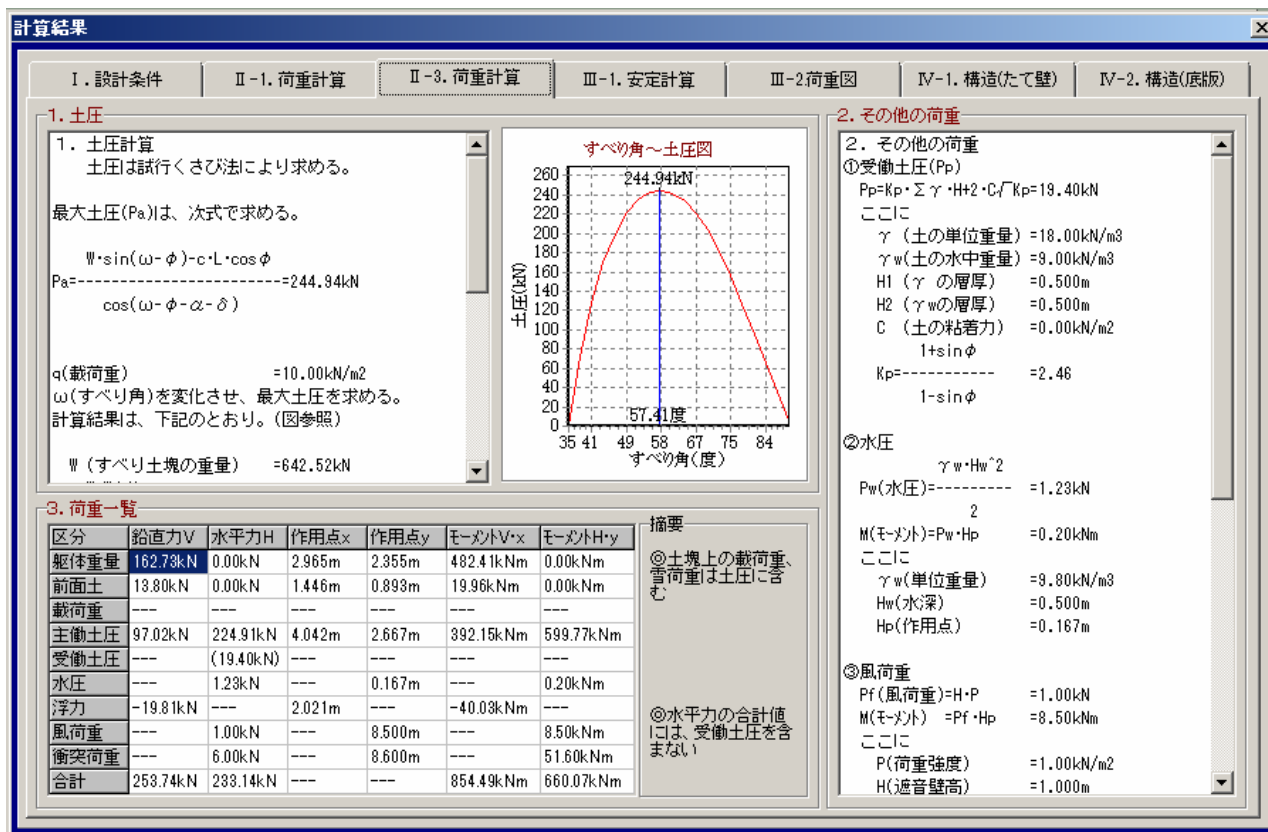 計算結果
Ⅰ.設計条件
Ⅱ-1.荷重計算
Ⅱ-3.荷重計算
Ⅲ-1.安定計算
Ⅲ-2荷重図
Ⅳ-1.構造(たて壁)
Ⅳ-2.構造(底版)
1.土圧
1. 土圧計算
土圧は試行くさび法により求める。
最大土圧(Pa)は、次式で求める。
W・sin(ω-φ)-c・L・cosφ
Pa=------------------------=244.94kN
cos(ω-φ-α-δ)
q(載荷重) =10.00kN/m2
ω(すべり角)を変化させ、最大土圧を求める。
計算結果は、下記のとおり。(図参照)
W (すべり土塊の重量) =642.52kN
すべり角~土圧図
244.94kN
260
240
220
200
180
160
140
120
100
80
60
40
20
0
土圧(kN)
57.41度
35 41 49 58 67 75 84
すべり角(度)
2.その他の荷重
2. その他の荷重
①受働土圧(Pp)
Pp=Kp・Σγ・H+2・C√Kp=19.40kN
ここに
γ (土の単位重量) =18.00kN/m3
γw(土の水中重量) =9.00kN/m3
H1 (γ の層厚) =0.500m
H2 (γwの層厚) =0.500m
C (土の粘着力) =0.00kN/m2
1+sinφ
Kp=----------- =2.46
1-sinφ
②水圧
γw・Hw^2
Pw(水圧)=--------- =1.23kN
2
M(モーメント)=Pw・Hp =0.20kNm
ここに
γw(単位重量) =9.80kN/m3
Hw(水深) =0.500m
Hp(作用点) =0.167m
③風荷重
Pf(風荷重)=H・P =1.00kN
M(モーメント) =Pf・Hp =8.50kNm
ここに
P(荷重強度) =1.00kN/m2
H(遮音壁高) =1.000m
3.荷重一覧
区分 鉛直力V 水平力H 作用点x 作用点y モーメントV・x モーメントH・y
躯体重量 162.73kN 0.00kN 2.965m 2.355m 482.41kNm 0.00kNm
前面土 13.80kN 0.00kN 1.446m 0.893m 19.96kNm 0.00kNm
載荷重 --- --- --- --- --- ---
主働土圧 97.02kN 224.91kN 4.042m 2.667m 392.15kNm 599.77kNm
受働土圧 --- (19.40kN) --- --- --- ---
水圧 --- 1.23kN --- 0.167m --- 0.20kNm
浮力 -19.81kN --- 2.021m --- -40.03kNm ---
風荷重 --- 1.00kN --- 8.500m --- 8.50kNm
衝突荷重 --- 6.00kN --- 8.600m --- 51.60kNm
合計 253.74kN 233.14kN --- --- 854.49kNm 660.07kNm
摘要
◎土塊上の載荷重、
雪荷重は土圧に含
む
◎水平力の合計値
には、受働土圧を含
まない